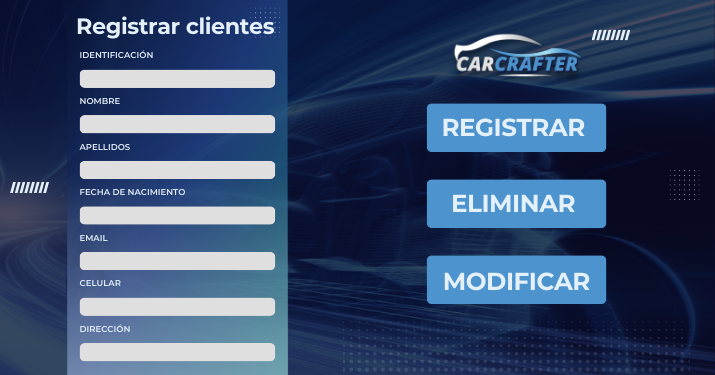 Registrar clientes
IDENTIFICACIÓN
NOMBRE
APELLIDOS
FECHA DE NACIMIENTO
EMAIL
CELULAR
DIRECCIÓN
CARCRAFTER
REGISTRAR
ELIMINAR
MODIFICAR